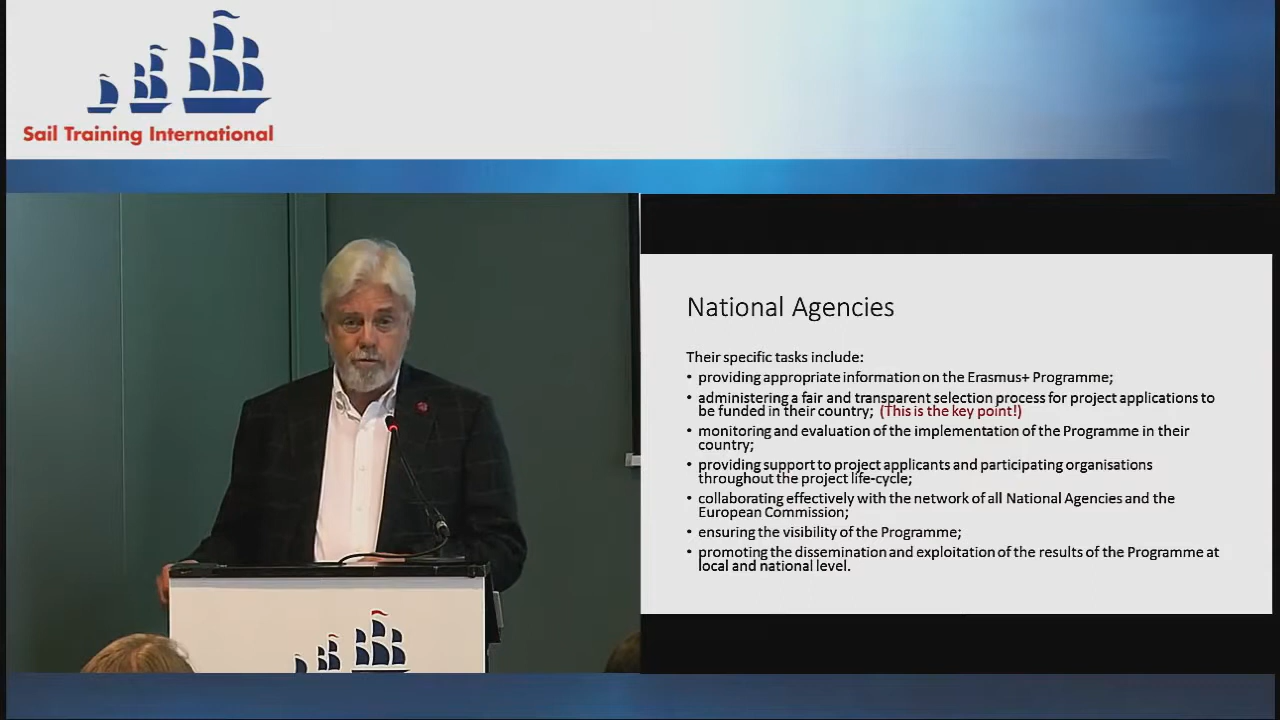 Sail Training International
National Agencies
Their specific tasks include:
• providing appropriate information on the Erasmus+ Programme;
• administering a fair and transparent selection process for project applications to
be funded in their country; (This is the key point!)
• monitoring and evaluation of the implementation of the Programme in their
country;
• providing support to project applicants and participating organisations
throughout the project life-cycle;
• collaborating effectively with the network of all National Agencies and the
European Commission;
• ensuring the visibility of the Programme;
• promoting the dissemination and exploitation of the results of the Programme at
local and national level.